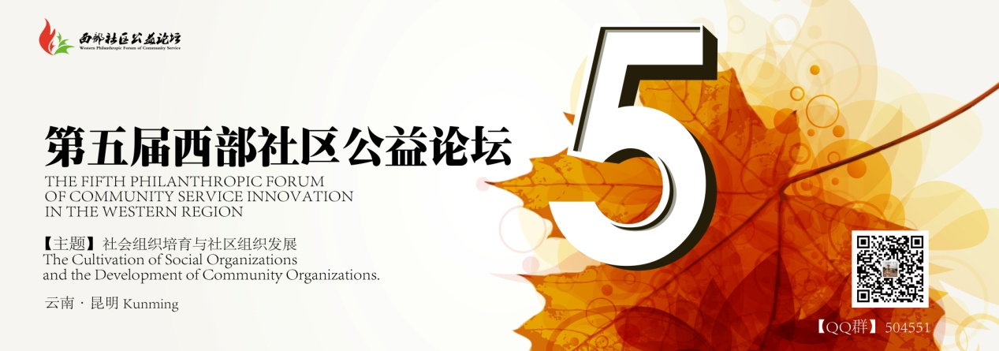 西部社区公益论坛
Western Philanthropic Forum of Community Service
5
第五届西部社区公益论坛
THE FIFTH PHILANTHROPIC FORUM
OF COMMUNITY SERVICE INNOVATION
IN THE WESTERN REGION
【主题】社会组织培育与社区组织发展
The Cultivation of Social Organizations
and the Development of Community Organizations.
云南·昆明 Kunming
【QQ群】504551